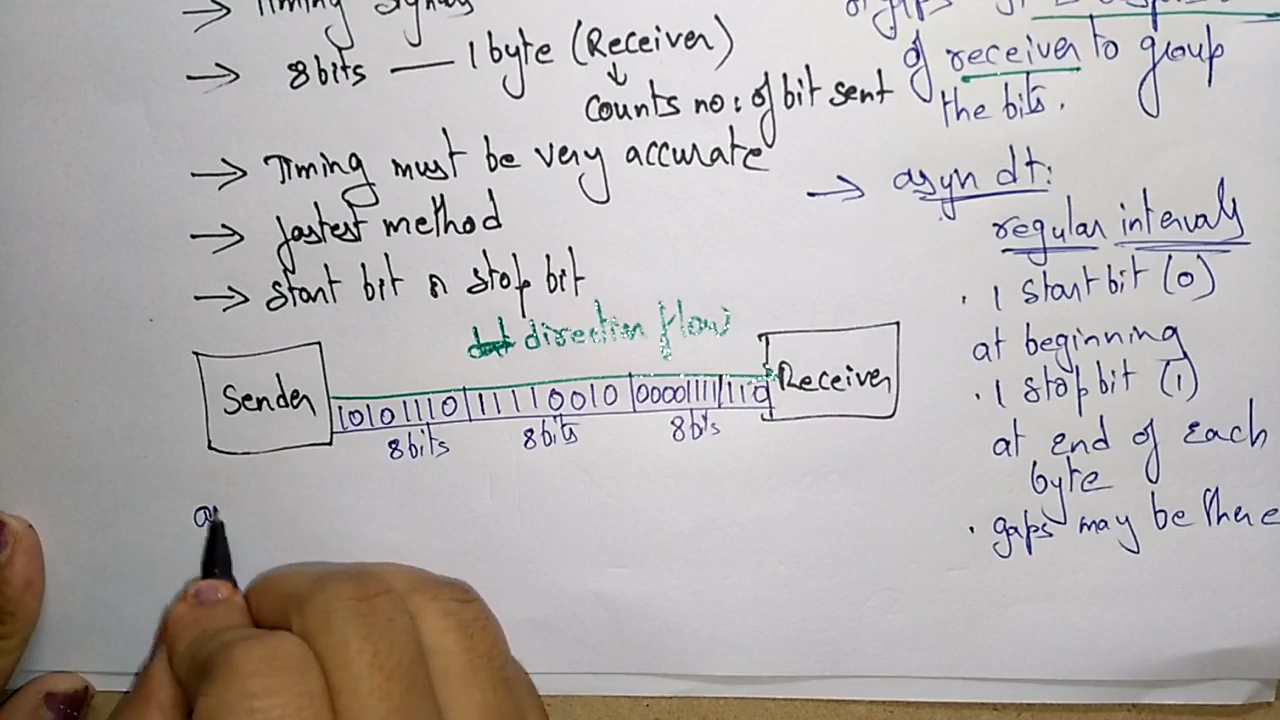 → Timing signals
→ 8 bits — 1 byte (Receiver)
↓
Counts no: of bit sent
→ Timing must be very accurate
→ fastest method
→ start bit & stop bit
direction flow
Sender
10101110 | 11110010 | 00001111 | 110
Receiver
8 bits 8 bits 8 bits
a
of receiver to group
the bits.
→ asyn dt:
regular intervals
. 1 start bit (0)
at beginning
. 1 stop bit (1)
at end of each
byte
. gaps may be there